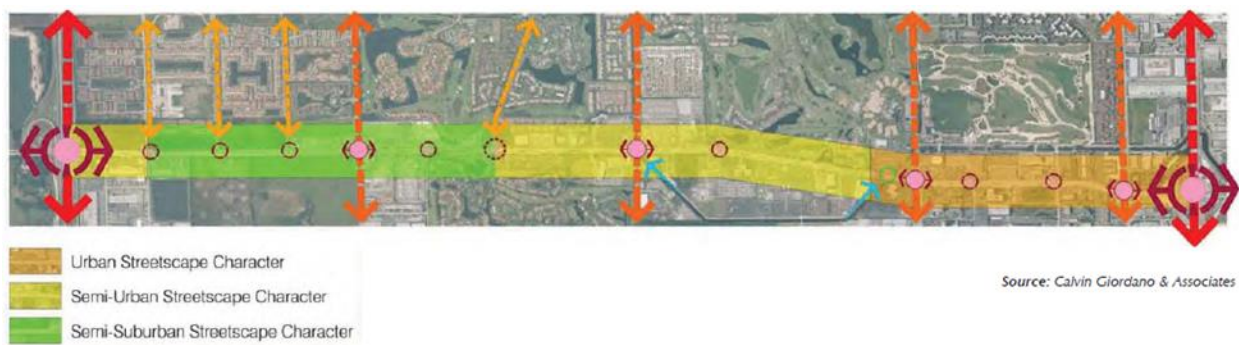 Urban Streetscape Character
Semi-Urban Streetscape Character
Semi-Suburban Streetscape Character
Source: Calvin Giordano & Associates